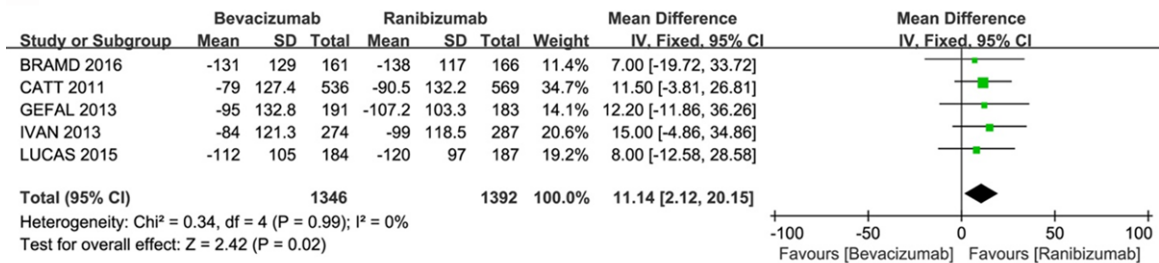 Bevacizumab Ranibizumab Mean Difference Mean Difference
Study or Subgroup Mean SD Total Mean SD Total Weight IV, Fixed, 95% CI IV, Fixed, 95% CI
BRAMD 2016 -131 129 161 -138 117 166 11.4% 7.00 [-19.72, 33.72]
CATT 2011 -79 127.4 536 -90.5 132.2 569 34.7% 11.50 [-3.81, 26.81]
GEFAL 2013 -95 132.8 191 -107.2 103.3 183 14.1% 12.20 [-11.86, 36.26]
IVAN 2013 -84 121.3 274 -99 118.5 287 20.6% 15.00 [-4.86, 34.86]
LUCAS 2015 -112 105 184 -120 97 187 19.2% 8.00 [-12.58, 28.58]
Total (95% CI) 1346 1392 100.0% 11.14 [2.12, 20.15]
Heterogeneity: Chi² = 0.34, df = 4 (P = 0.99); I² = 0%
Test for overall effect: Z = 2.42 (P = 0.02)
-100 -50 0 50 100
Favours [Bevacizumab] Favours [Ranibizumab]